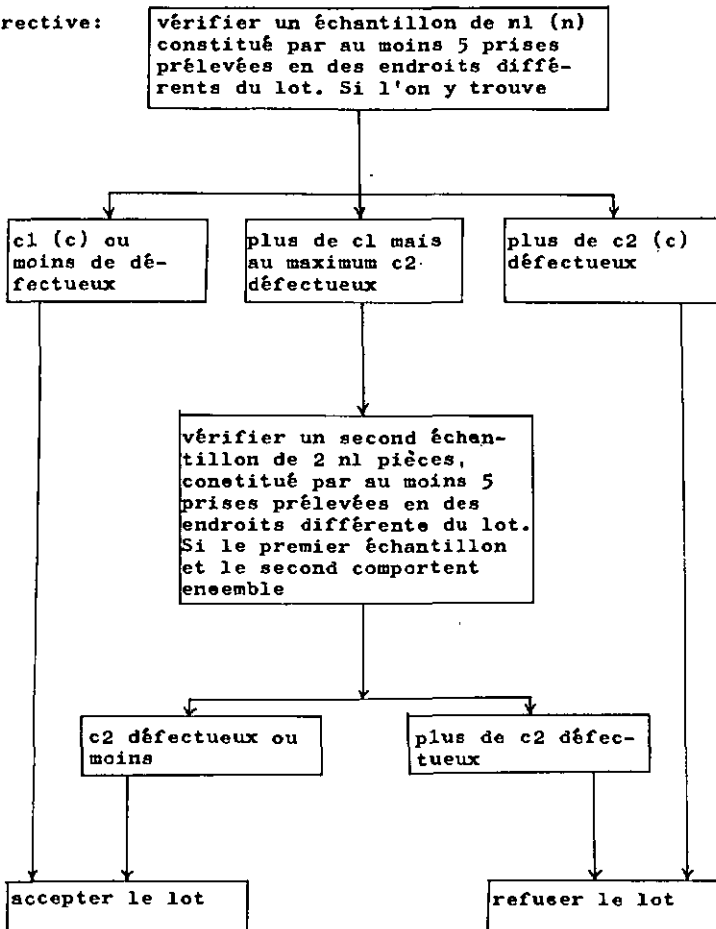 rective:
vérifier un échantillon de n1 (n)
constitué par au moins 5 prises
prélevées en des endroits diffé-
rents du lot. Si l'on y trouve
c1 (c) ou
moins de dé-
fectueux
plus de c1 mais
au maximum c2
défectueux
plus de c2 (c)
défectueux
vérifier un second échan-
tillon de 2 n1 pièces,
constitué par au moins 5
prises prélevées en des
endroits différents du lot.
Si le premier échantillon
et le second comportent
ensemble
c2 défectueux ou
moins
plus de c2 défec-
tueux
accepter le lot
refuser le lot